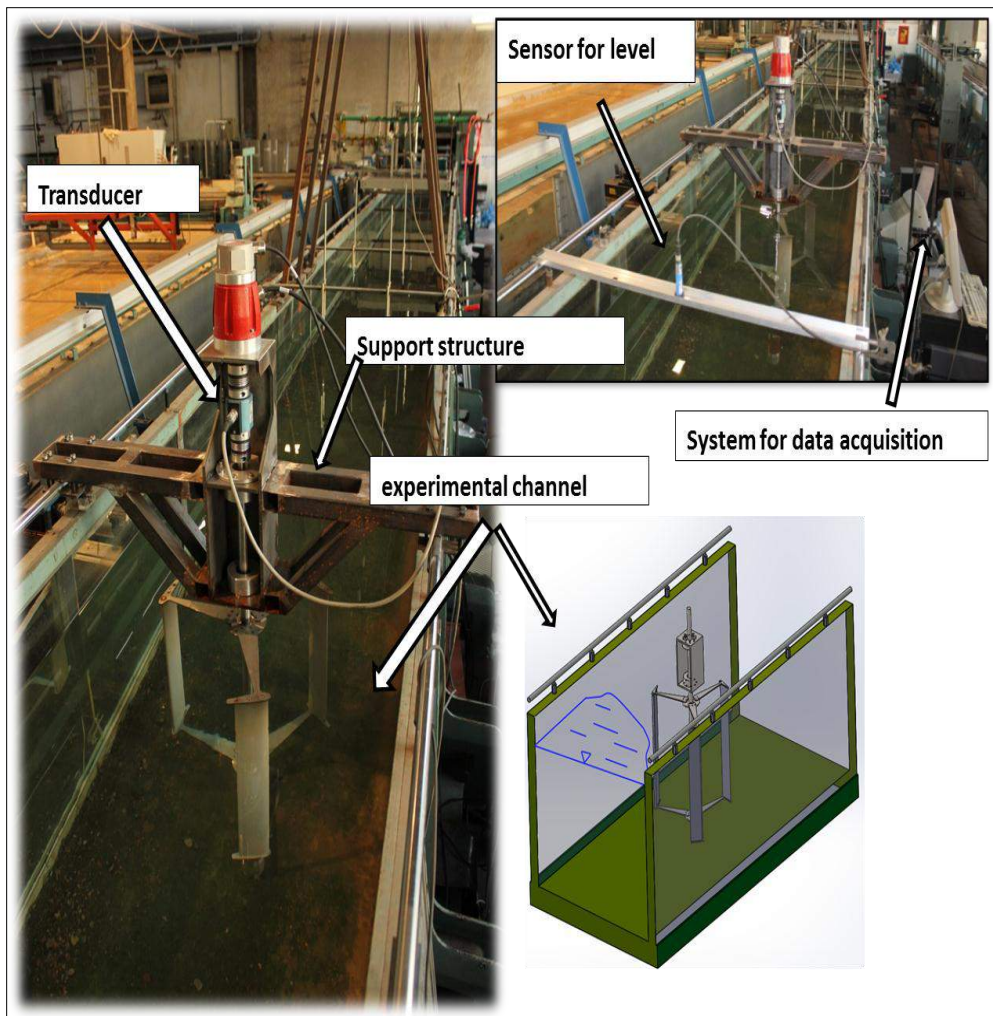 Sensor for level
Transducer
Support structure
System for data acquisition
experimental channel